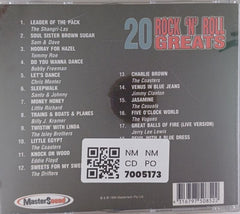 20 ROCK 'N' ROLL
GREATS
1. LEADER OF THE PACK
The Shangri-Las
2. SOUL SISTER BROWN SUGAR
Sam & Dave
3. HOORAY FOR HAZEL
Tommy Roe
4. DO YOU WANNA DANCE
Bobby Freeman
5. LET'S DANCE
Chris Montez
6. SLEEPWALK
Santo & Johnny
7. MONEY HONEY
Little Richard
8. TRAINS & BOATS & PLANES
Billy J. Kramer
9. TWISTIN' WITH LINDA
The Isley Brothers
10. LITTLE EGYPT
The Coasters
11. KNOCK ON WOOD
Eddie Floyd
12. SWEETS FOR MY SWEET
The Drifters
13. CHARLIE BROWN
The Coasters
14. VENUS IN BLUE JEANS
Jimmy Clanton
15. JASAMINE
The Casuals
16. FIVE O'CLOCK WORLD
The Vogues
17. GREAT BALLS OF FIRE (LIVE VERSION)
Jerry Lee Lewis
WITH A BLUE DRESS
NM NM
CD PO
7005173
MasterSound